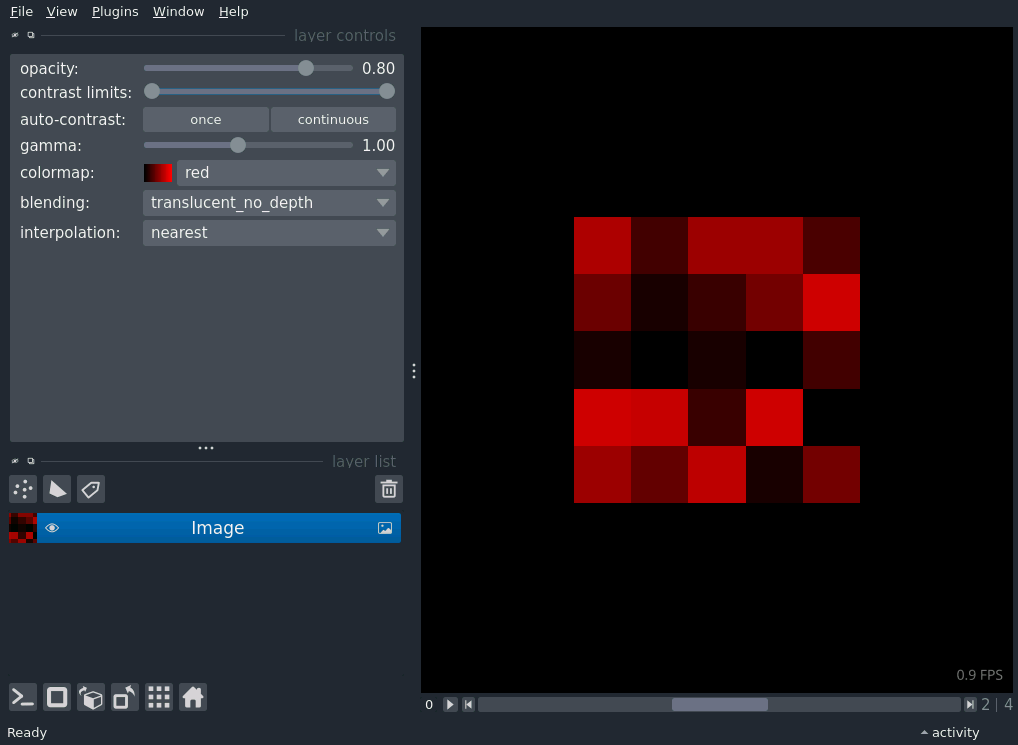 File View Plugins Window Help
layer controls
opacity: 0.80
contrast limits:
auto-contrast: once continuous
gamma: 1.00
colormap: red
blending: translucent_no_depth
interpolation: nearest
layer list
Image
0.9 FPS
0 2 | 4
Ready activity